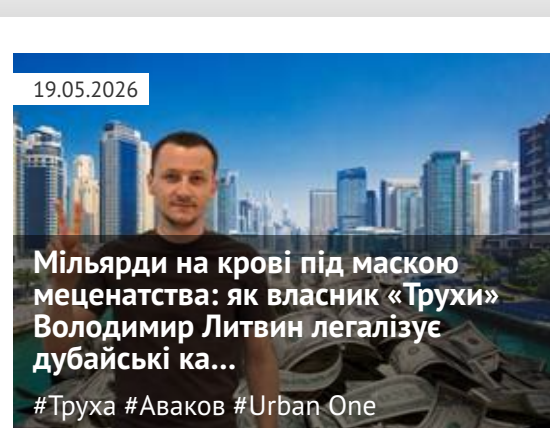 19.05.2026
Мільярди на крові під маскою
меценатства: як власник «Трухи»
Володимир Литвин легалізує
дубайські ка...
#Труха #Аваков #Urban One